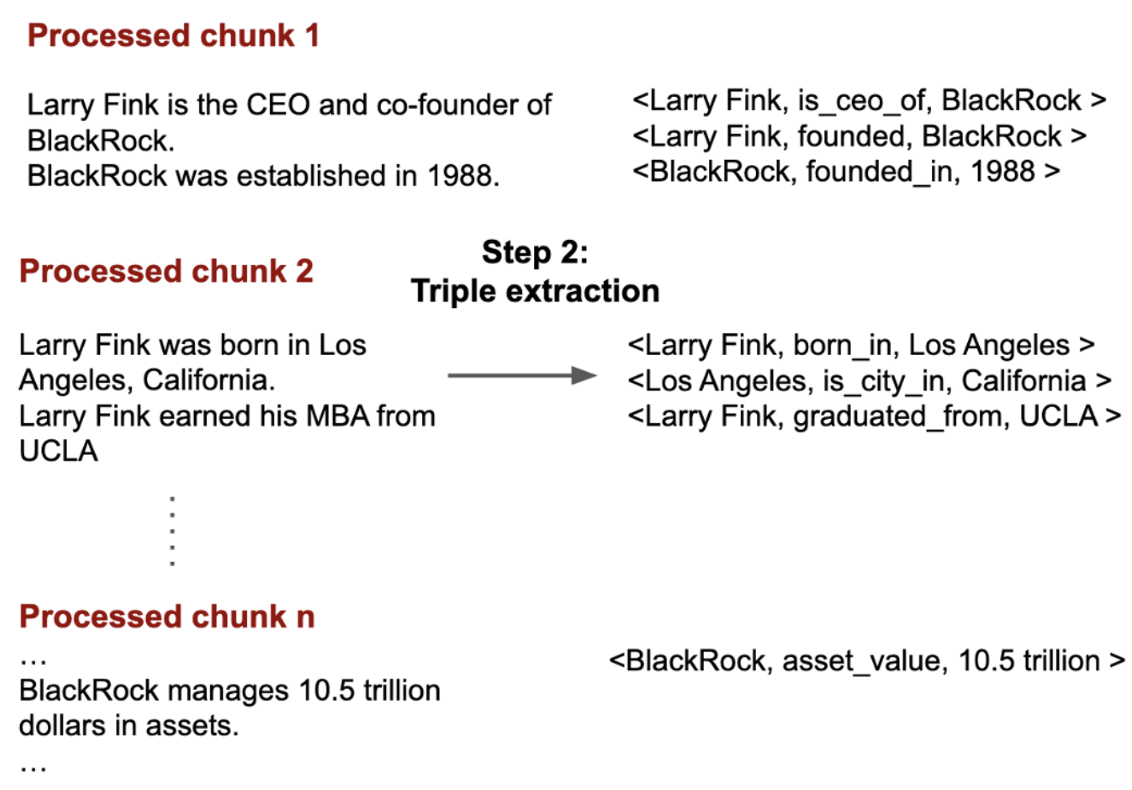 Processed chunk 1
Larry Fink is the CEO and co-founder of
BlackRock.
BlackRock was established in 1988.
<Larry Fink, is_ceo_of, BlackRock >
<Larry Fink, founded, BlackRock >
<BlackRock, founded_in, 1988 >
Step 2:
Triple extraction
Processed chunk 2
Larry Fink was born in Los
Angeles, California.
Larry Fink earned his MBA from
UCLA
<Larry Fink, born_in, Los Angeles >
<Los Angeles, is_city_in, California >
<Larry Fink, graduated_from, UCLA >
Processed chunk n
…
BlackRock manages 10.5 trillion
dollars in assets.
…
<BlackRock, asset_value, 10.5 trillion >